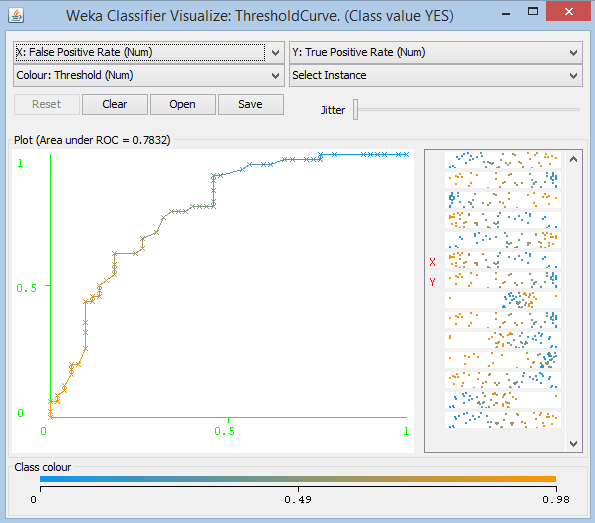 Weka Classifier Visualize: ThresholdCurve. (Class value YES)
X: False Positive Rate (Num) Y: True Positive Rate (Num)
Colour: Threshold (Num) Select Instance
Reset Clear Open Save Jitter
Plot (Area under ROC = 0.7832)
1
X
Y
0.5
0
0 0.5 1
Class colour
0 0.49 0.98